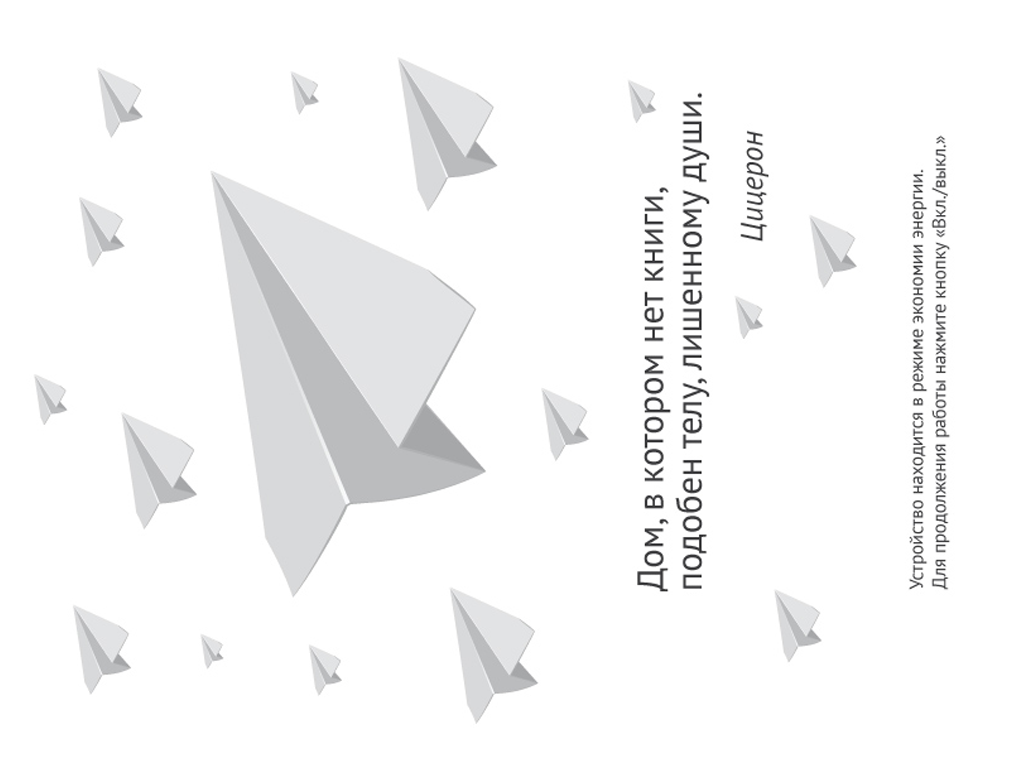 Дом, в котором нет книги,
подобен телу, лишенному души.
Цицерон
Устройство находится в режиме экономии энергии.
Для продолжения работы нажмите кнопку «Вкл./выкл.»